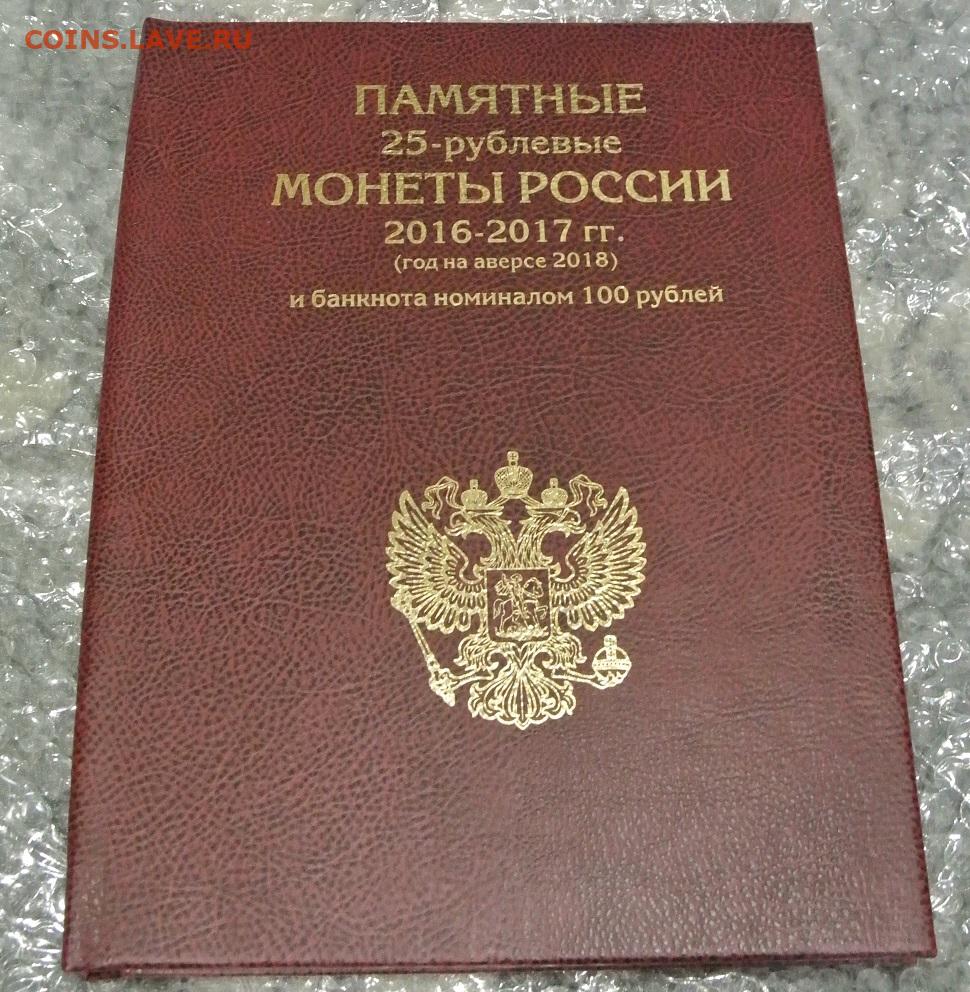 COINS.LAVE.RU
ПАМЯТНЫЕ
25-рублевые
МОНЕТЫ РОССИИ
2016-2017 гг.
(год на аверсе 2018)
и банкнота номиналом 100 рублей